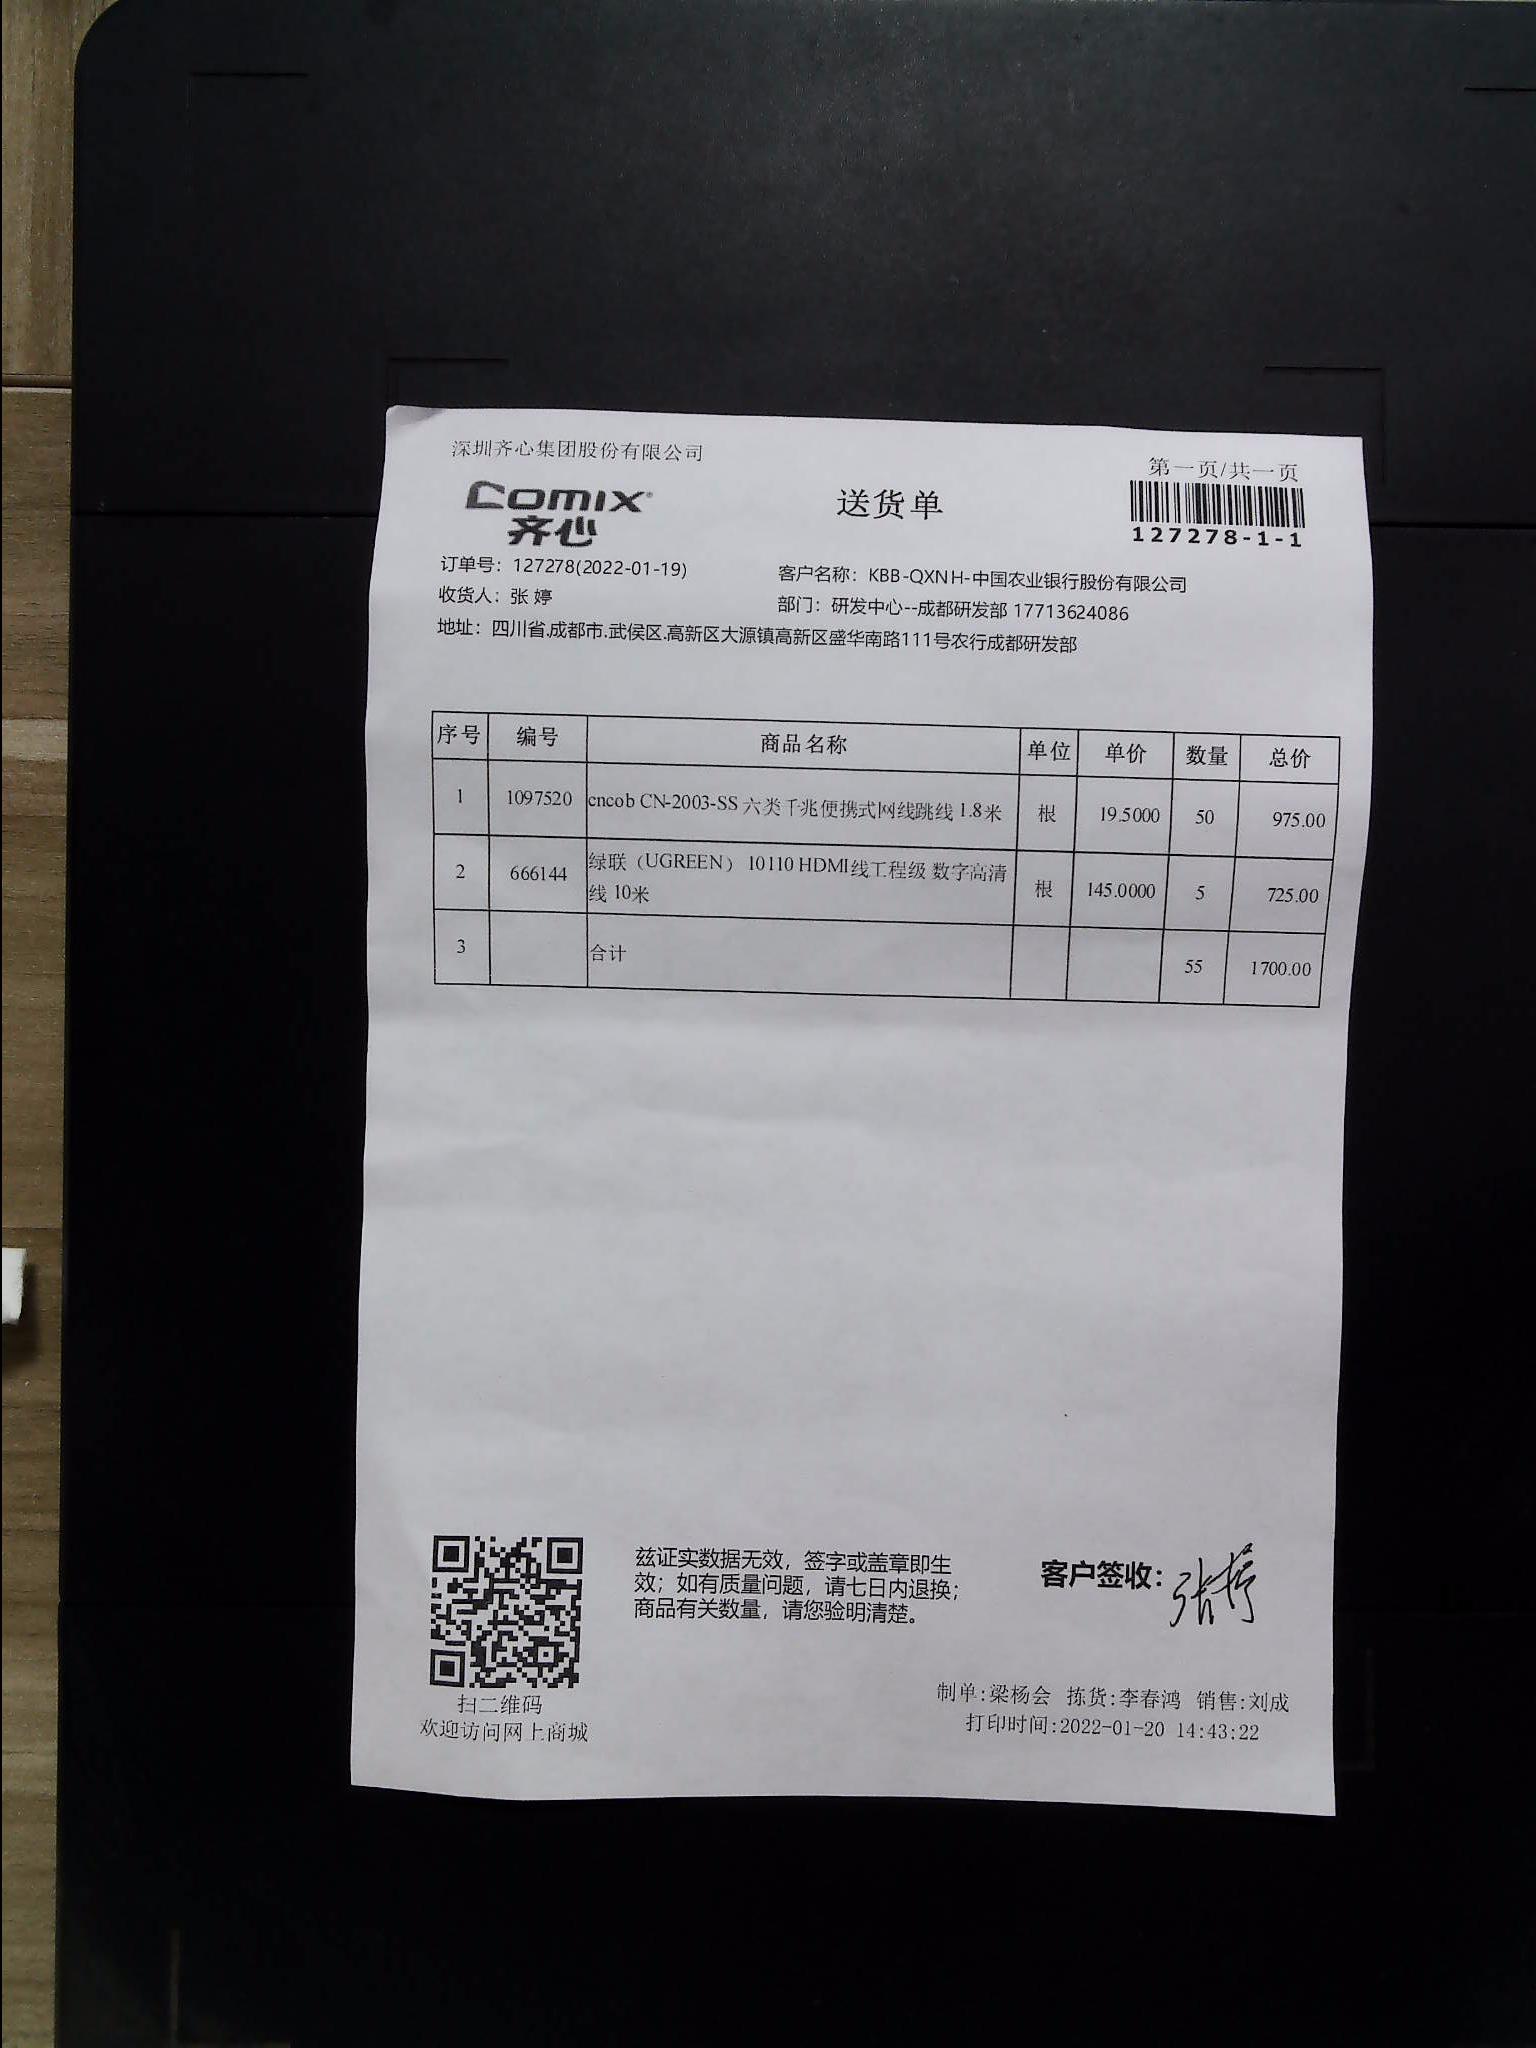 深圳齐心集团股份有限公司
第一页/共一页
comix
齐心
送货单
127278-1-1
订单号：127278(2022-01-19)
客户名称：KBB-QXNH-中国农业银行股份有限公司
收货人：张 婷
部门：研发中心--成都研发部 17713624086
地址：四川省.成都市.武侯区.高新区大源镇高新区盛华南路111号农行成都研发部
序号 编号 商品名称 单位 单价 数量 总价
1 1097520 cncob CN-2003-SS 六类千兆便携式网线跳线 1.8米 根 19.5000 50 975.00
2 666144 绿联（UGREEN） 10110 HDMI线工程级 数字高清
线 10米 根 145.0000 5 725.00
3 合计 55 1700.00
兹证实数据无效，签字或盖章即生
效；如有质量问题，请七日内退换；
商品有关数量，请您验明清楚。
客户签收：张婷
扫二维码
欢迎访问网上商城
制单:梁杨会 拣货:李春鸿 销售:刘成
打印时间:2022-01-20 14:43:22